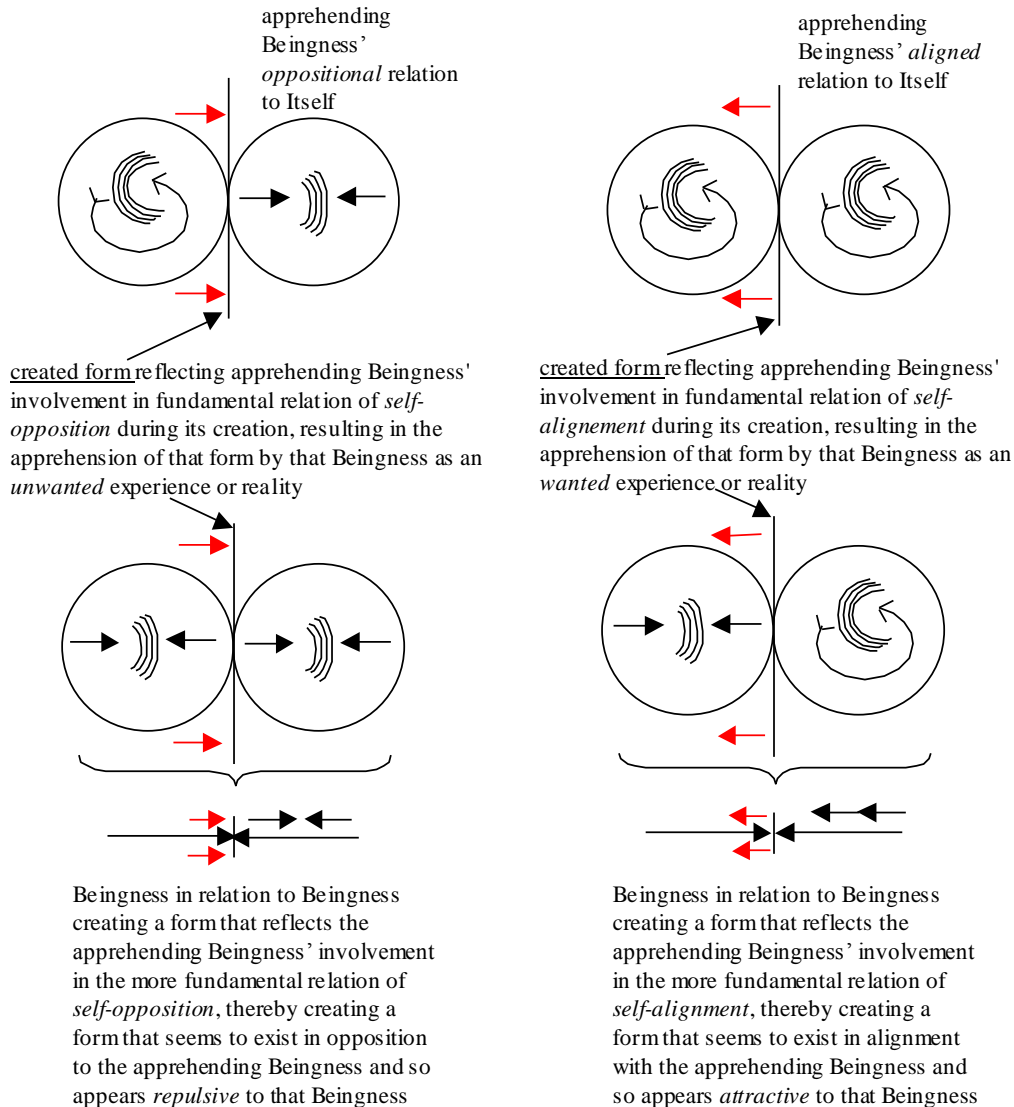 apprehending
Beingness'
oppositional relation
to Itself
created form reflecting apprehending Beingness'
involvement in fundamental relation of self-
opposition during its creation, resulting in the
apprehension of that form by that Beingness as an
unwanted experience or reality
Beingness in relation to Beingness
creating a form that reflects the
apprehending Beingness' involvement
in the more fundamental relation of
self-opposition, thereby creating a
form that seems to exist in opposition
to the apprehending Beingness and so
appears repulsive to that Beingness
apprehending
Beingness' aligned
relation to Itself
created form reflecting apprehending Beingness'
involvement in fundamental relation of self-
alignement during its creation, resulting in the
apprehension of that form by that Beingness as an
wanted experience or reality
Beingness in relation to Beingness
creating a form that reflects the
apprehending Beingness' involvement
in the more fundamental relation of
self-alignment, thereby creating a
form that seems to exist in alignment
with the apprehending Beingness and
so appears attractive to that Beingness